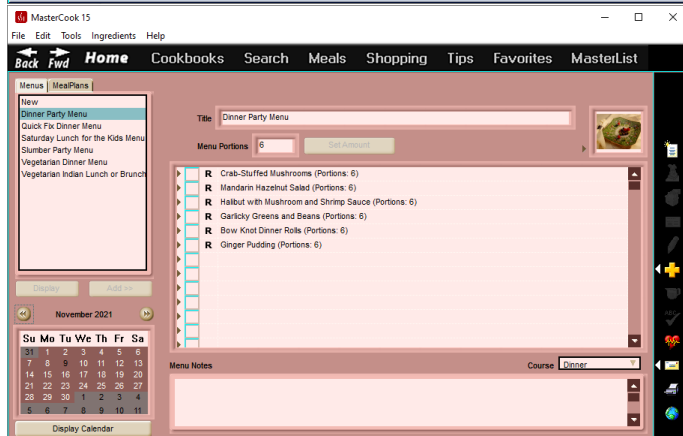 MasterCook 15
File Edit Tools Ingredients Help
Back Fwd Home Cookbooks Search Meals Shopping Tips Favorites MasterList
Menus MealPlans
New
Dinner Party Menu
Quick Fix Dinner Menu
Saturday Lunch for the Kids Menu
Slumber Party Menu
Vegetarian Dinner Menu
Vegetarian Indian Lunch or Brunch
Title Dinner Party Menu
Menu Portions 6 Set Amount
R Crab-Stuffed Mushrooms (Portions: 6)
R Mandarin Hazelnut Salad (Portions: 6)
R Halibut with Mushroom and Shrimp Sauce (Portions: 6)
R Garlicky Greens and Beans (Portions: 6)
R Bow Knot Dinner Rolls (Portions: 6)
R Ginger Pudding (Portions: 6)
Display Add >>
November 2021
Su Mo Tu We Th Fr Sa
31 1 2 3 4 5 6
7 8 9 10 11 12 13
14 15 16 17 18 19 20
21 22 23 24 25 26 27
28 29 30 1 2 3 4
5 6 7 8 9 10 11
Display Calendar
Menu Notes
Course Dinner
ABC